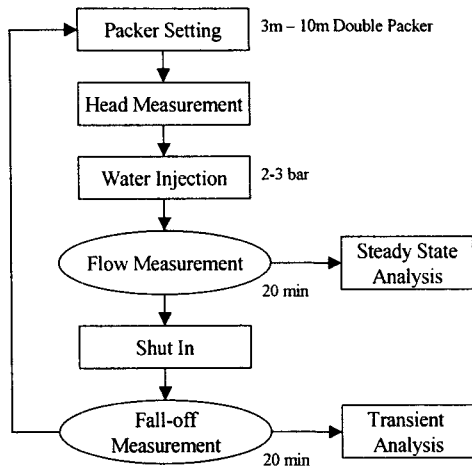 Packer Setting
3m – 10m Double Packer
Head Measurement
Water Injection
2-3 bar
Flow Measurement
20 min
Steady State
Analysis
Shut In
Fall-off
Measurement
20 min
Transient
Analysis